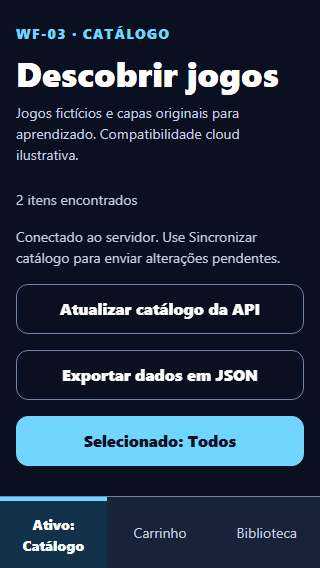 WF-03 · CATÁLOGO
Descobrir jogos
Jogos fictícios e capas originais para
aprendizado. Compatibilidade cloud
ilustrativa.
2 itens encontrados
Conectado ao servidor. Use Sincronizar
catálogo para enviar alterações pendentes.
Atualizar catálogo da API
Exportar dados em JSON
Selecionado: Todos
Ativo:
Catálogo
Carrinho
Biblioteca